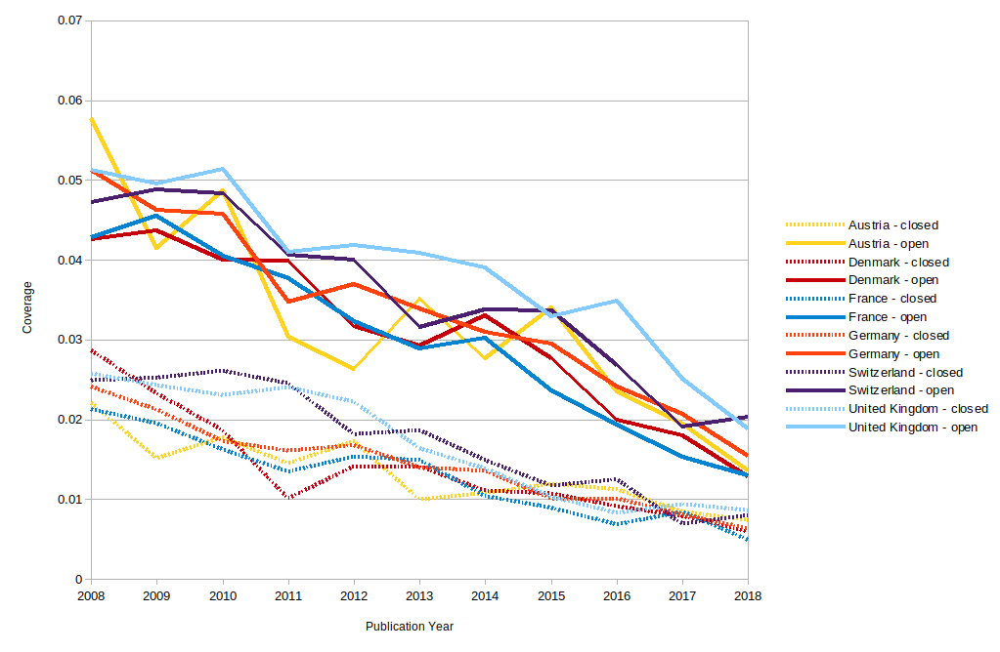 0.07
0.06
0.05
0.04
0.03
0.02
0.01
0
Coverage
2008 2009 2010 2011 2012 2013 2014 2015 2016 2017 2018
Publication Year
Austria - closed
Austria - open
Denmark - closed
Denmark - open
France - closed
France - open
Germany - closed
Germany - open
Switzerland - closed
Switzerland - open
United Kingdom - closed
United Kingdom - open